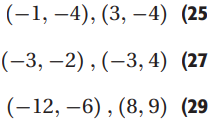 (25 (−1, −4), (3, −4)
(27 (−3, −2) , (−3, 4)
(29 (−12, −6) , (8, 9)